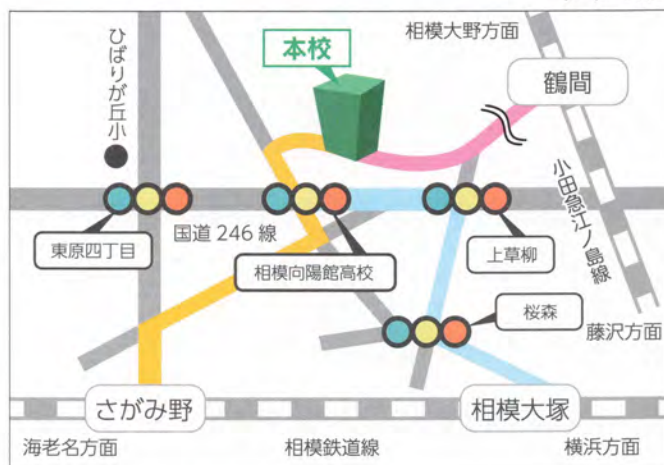 相模大野方面
ひばりが丘小
本校
鶴間
小田急江ノ島線
国道246線
東原四丁目
相模向陽館高校
上草柳
桜森
藤沢方面
さがみ野
相模大塚
海老名方面
相模鉄道線
横浜方面